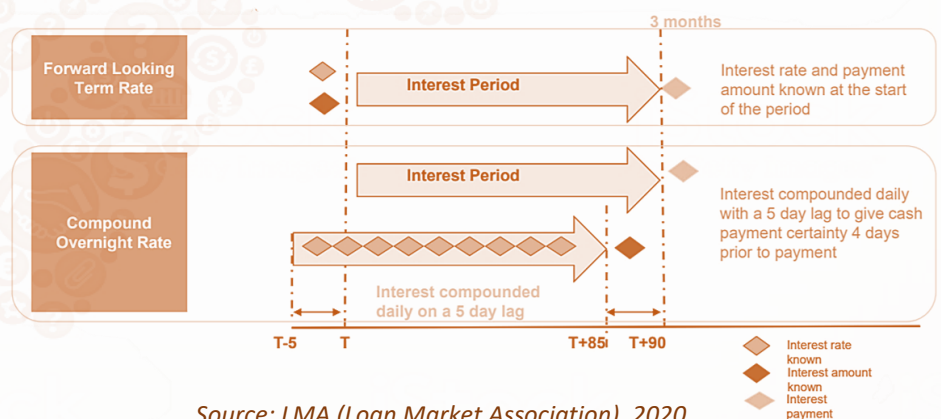 3 months
Forward Looking
Term Rate
Interest Period
Interest rate and payment
amount known at the start
of the period
Compound
Overnight Rate
Interest Period
Interest compounded daily
with a 5 day lag to give cash
payment certainty 4 days
prior to payment
Interest compounded
daily on a 5 day lag
T-5
T
T+85
T+90
Interest rate
known
Interest amount
known
Interest
payment
Source: LMA (Loan Market Association), 2020